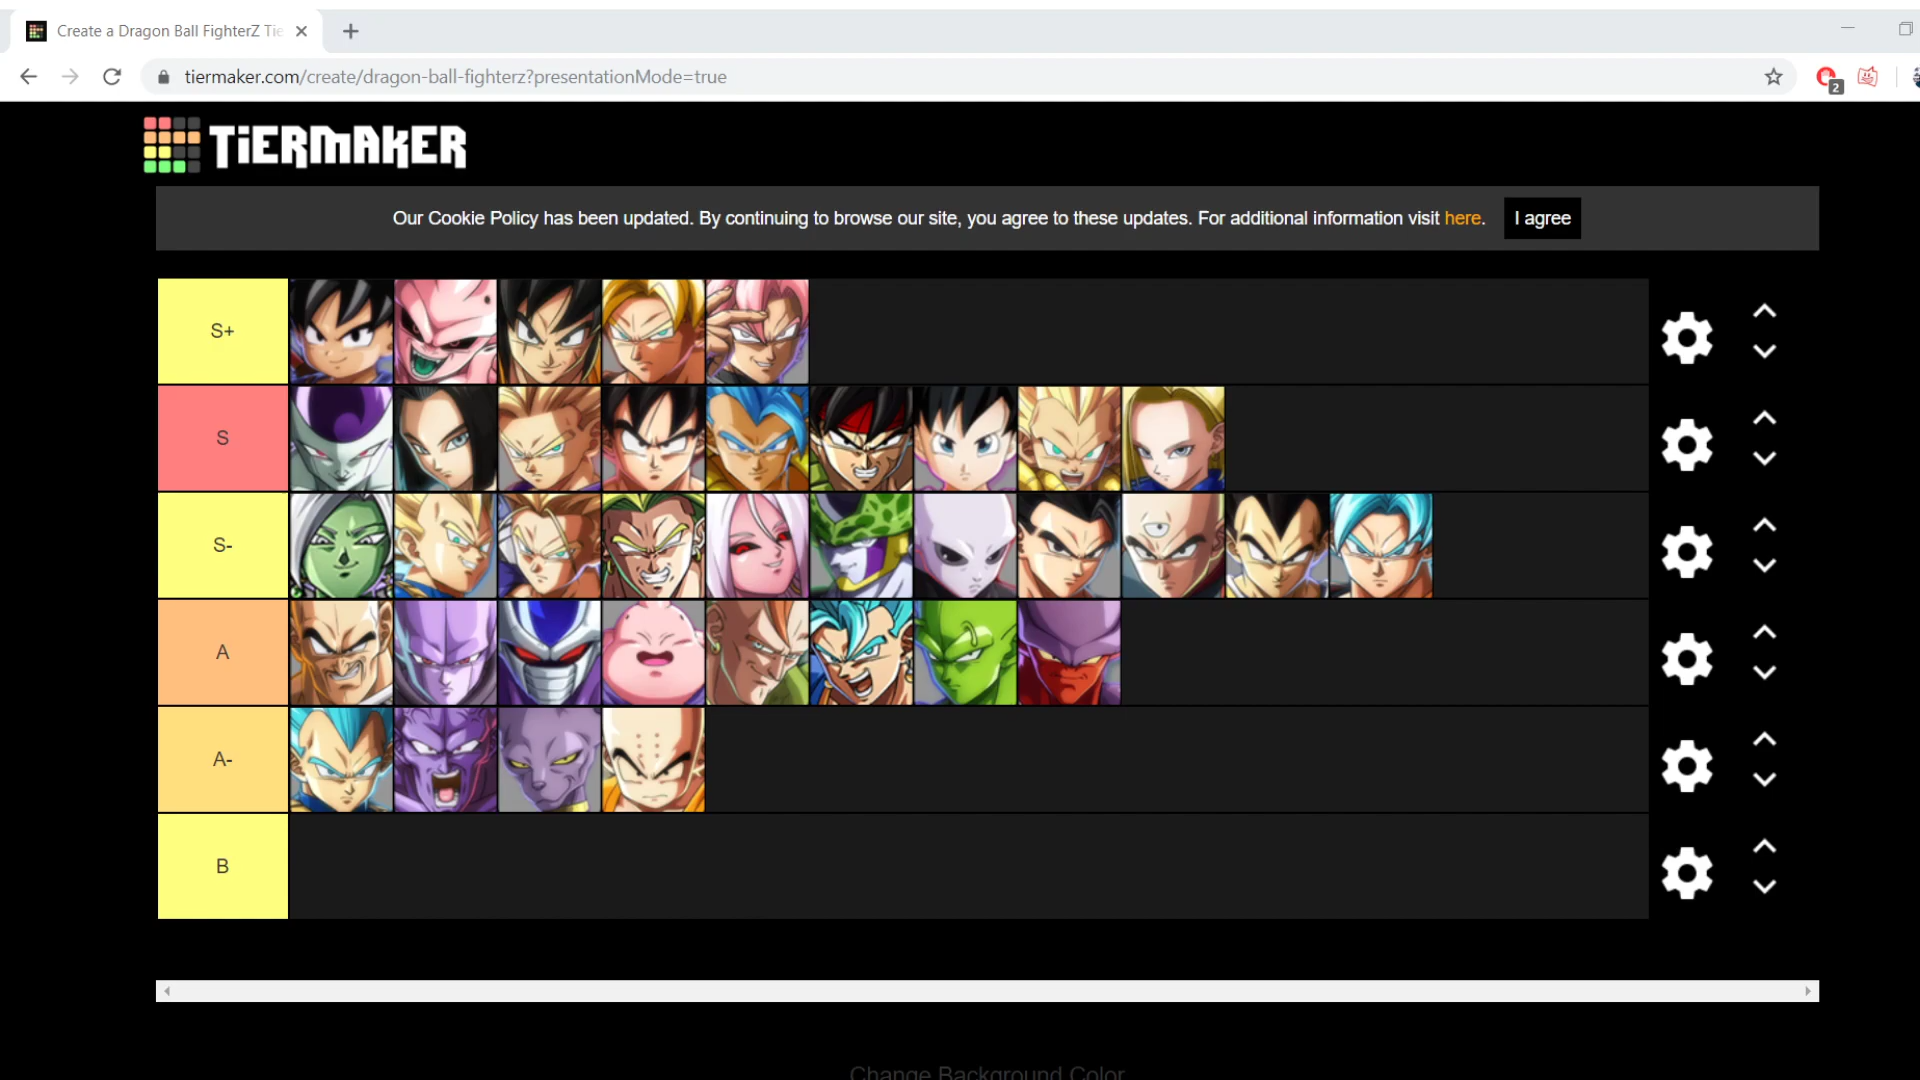 Create a Dragon Ball FighterZ Tie
tiermaker.com/create/dragon-ball-fighterz?presentationMode=true
2
TiERMAKER
Our Cookie Policy has been updated. By continuing to browse our site, you agree to these updates. For additional information visit here. I agree
S+
S
S-
A
A-
B
Change Background Color